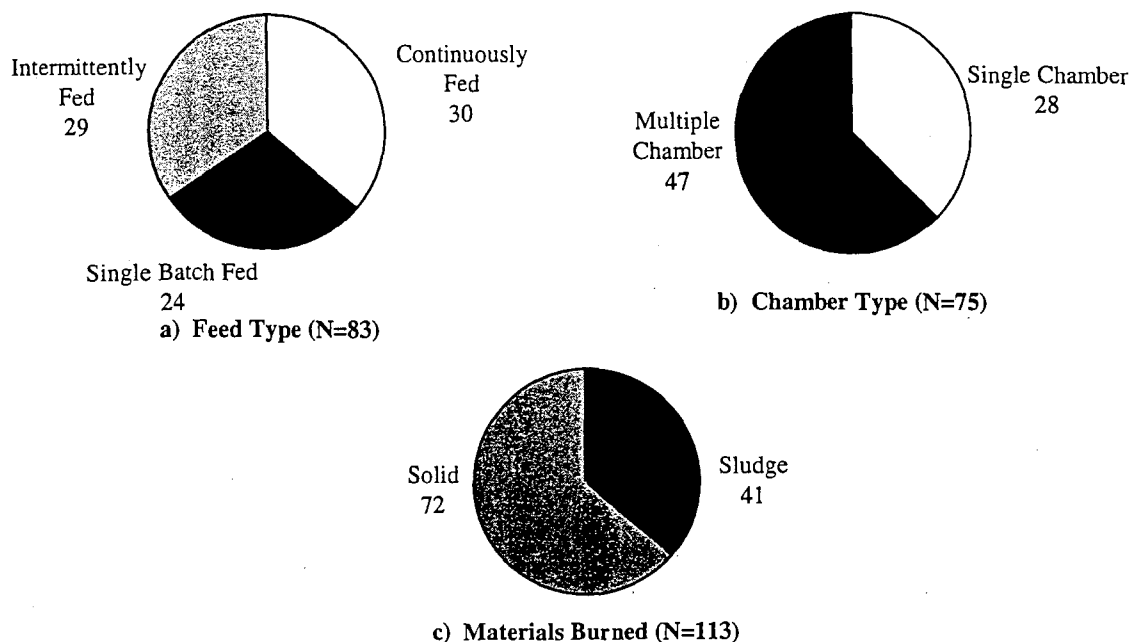 Intermittently
Fed
29
Continuously
Fed
30
Single Batch Fed
24
a) Feed Type (N=83)
Multiple
Chamber
47
Single Chamber
28
b) Chamber Type (N=75)
Solid
72
Sludge
41
c) Materials Burned (N=113)